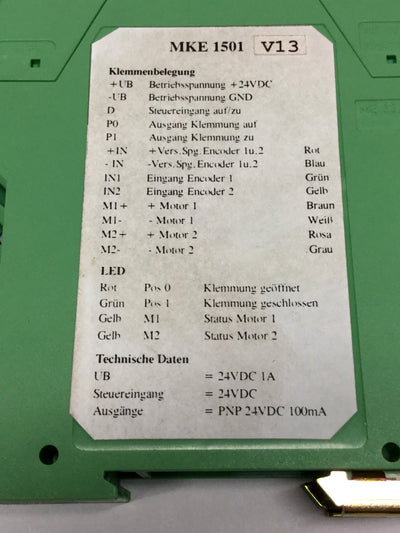 MKE 1501 V13
Klemmenbelegung
+UB Betriebsspannung +24VDC
-UB Betriebsspannung GND
D Steuereingang auf/zu
P0 Ausgang Klemmung auf
P1 Ausgang Klemmung zu
+IN +Vers.Spg.Encoder 1u.2 Rot
- IN -Vers.Spg.Encoder 1u.2 Blau
IN1 Eingang Encoder 1 Grün
IN2 Eingang Encoder 2 Gelb
M1+ + Motor 1 Braun
M1- - Motor 1 Weiß
M2+ + Motor 2 Rosa
M2- - Motor 2 Grau
LED
Rot Pos 0 Klemmung geöffnet
Grün Pos 1 Klemmung geschlossen
Gelb M1 Status Motor 1
Gelb M2 Status Motor 2
Technische Daten
UB = 24VDC 1A
Steuereingang = 24VDC
Ausgänge = PNP 24VDC 100mA